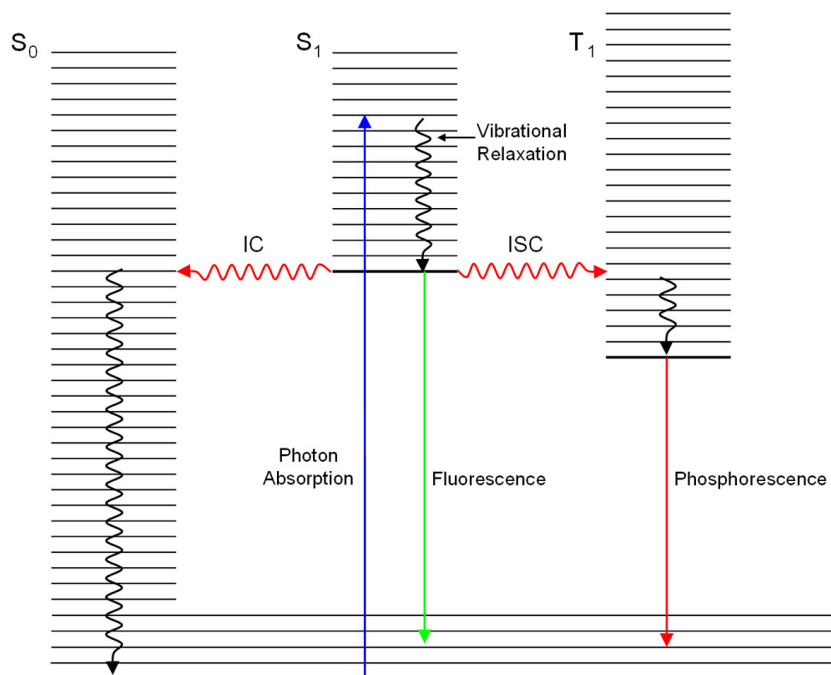 S₀
S₁
T₁
Vibrational
Relaxation
IC
ISC
Photon
Absorption
Fluorescence
Phosphorescence